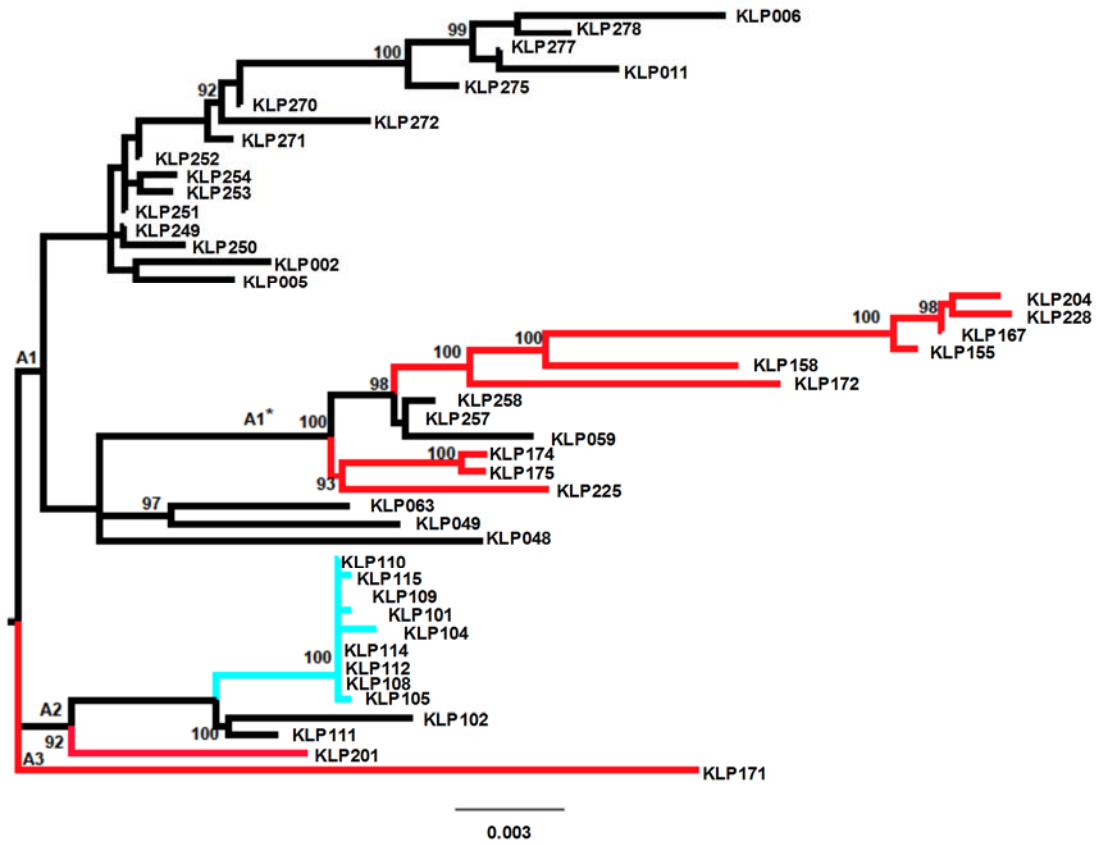 KLP006
99
KLP278
KLP277
100
KLP011
KLP275
92
KLP270
KLP272
KLP271
KLP252
KLP254
KLP253
KLP251
KLP249
KLP250
KLP002
KLP005
KLP204
98
KLP228
100
KLP167
100
KLP155
A1
100
KLP158
98
KLP172
KLP258
A1*
100
KLP257
KLP059
100
KLP174
KLP175
93
KLP225
97
KLP063
KLP049
KLP048
KLP110
KLP115
KLP109
KLP101
KLP104
100
KLP114
KLP112
KLP108
KLP105
A2
KLP102
100
KLP111
92
KLP201
A3
KLP171
0.003